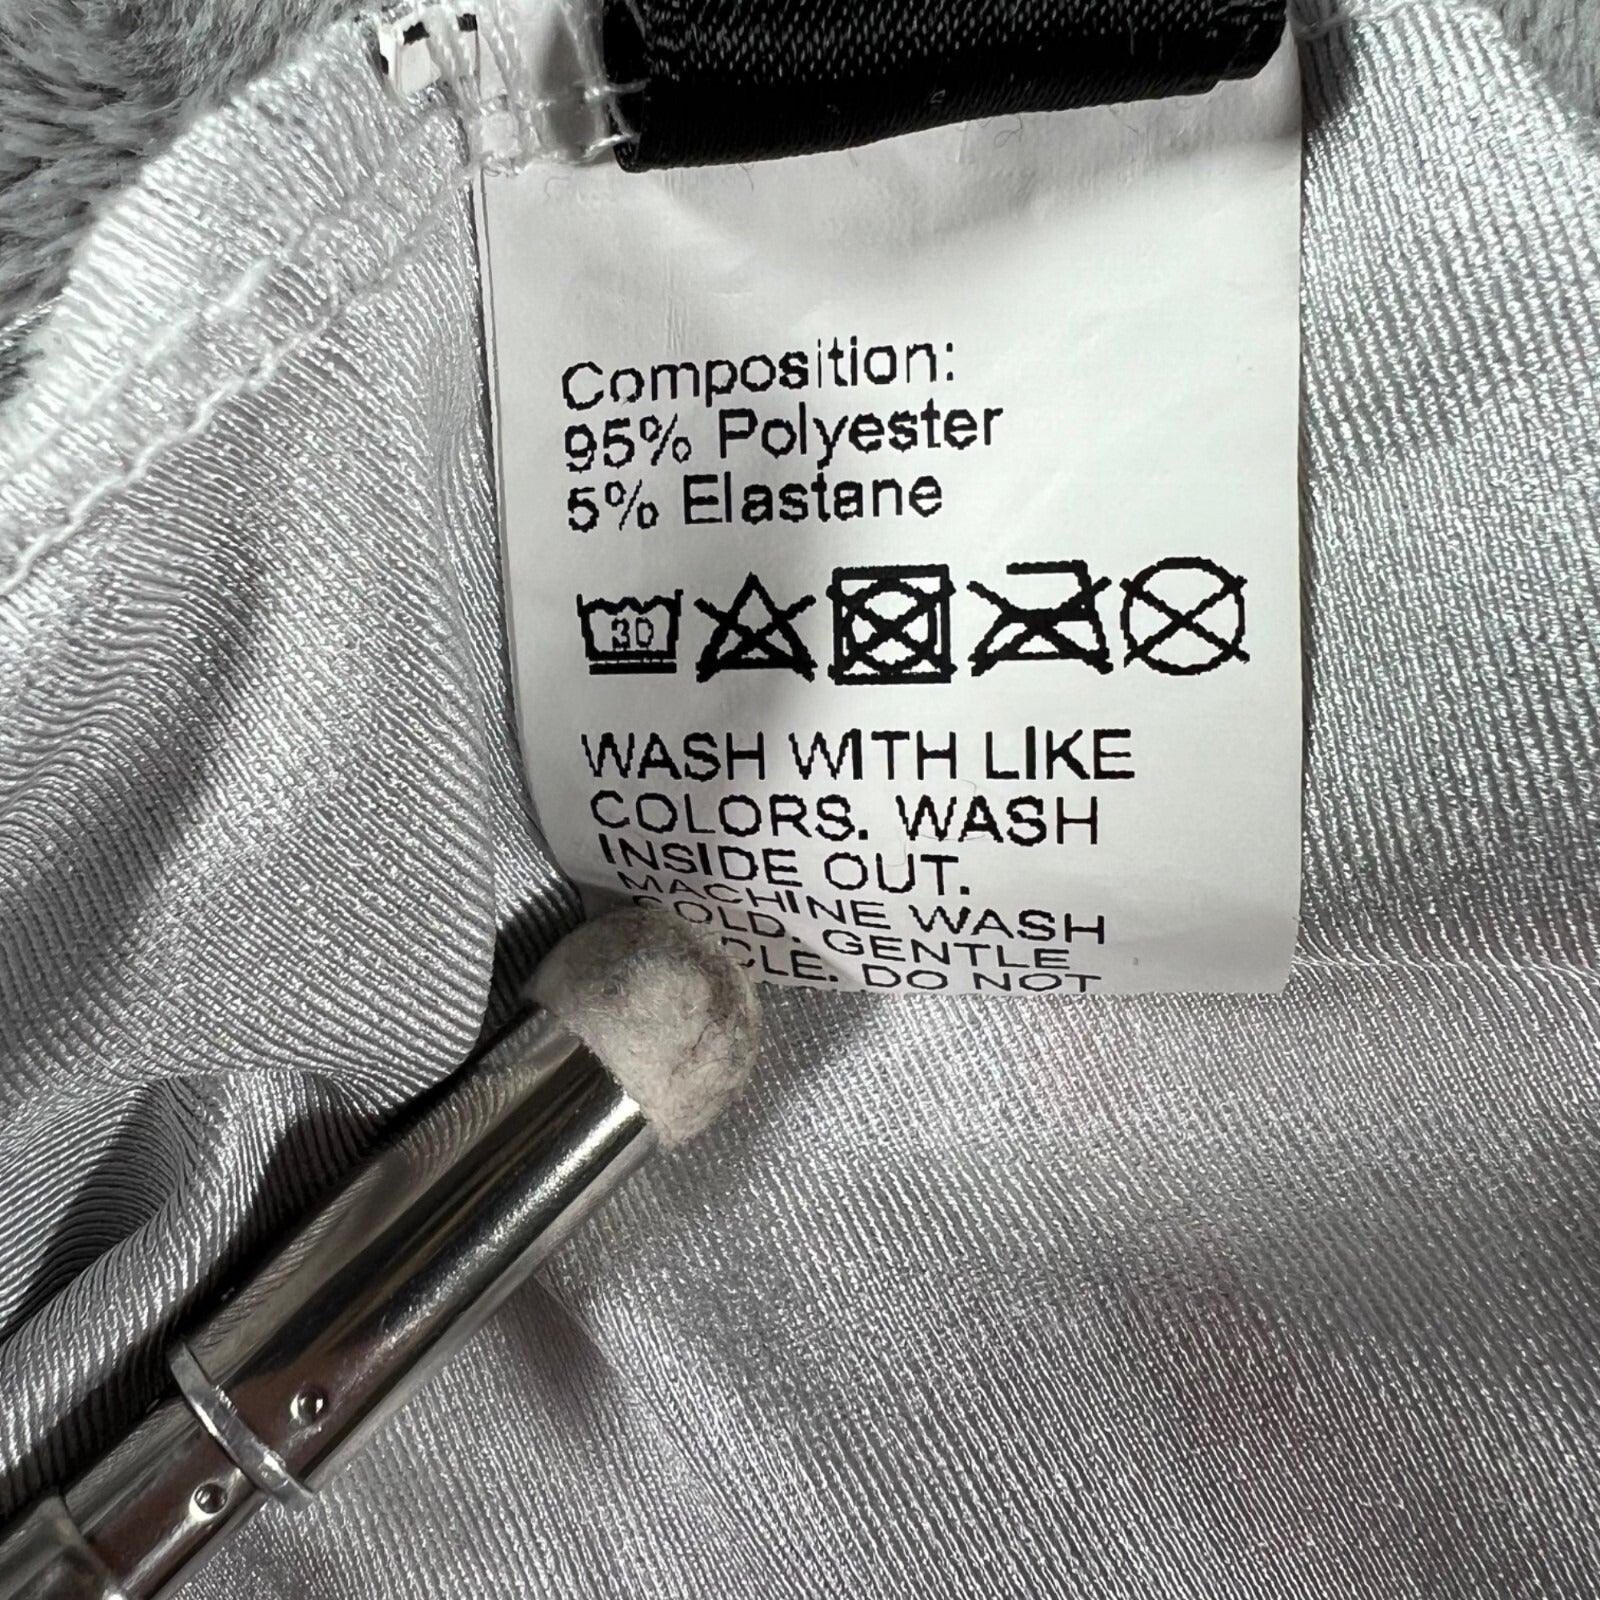 Composition:
95% Polyester
5% Elastane
30
WASH WITH LIKE
COLORS. WASH
INSIDE OUT.
MACHINE WASH
COLD. GENTLE
DO NOT